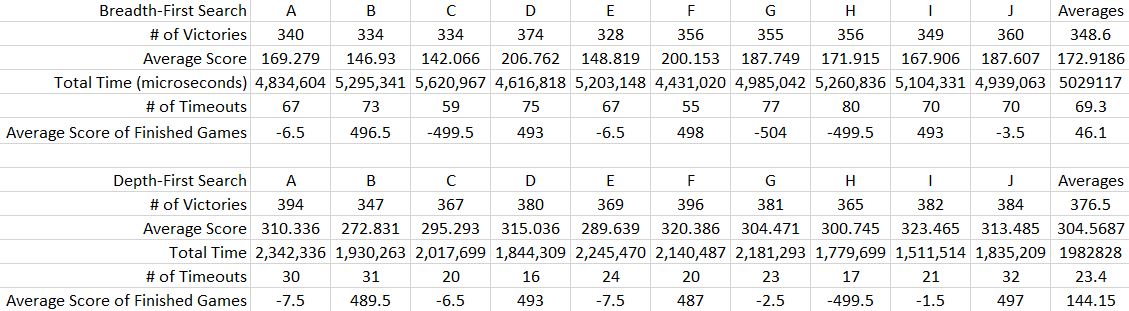 Breadth-First Search A B C D E F G H I J Averages
# of Victories 340 334 334 374 328 356 355 356 349 360 348.6
Average Score 169.279 146.93 142.066 206.762 148.819 200.153 187.749 171.915 167.906 187.607 172.9186
Total Time (microseconds) 4,834,604 5,295,341 5,620,967 4,616,818 5,203,148 4,431,020 4,985,042 5,260,836 5,104,331 4,939,063 5029117
# of Timeouts 67 73 59 75 67 55 77 80 70 70 69.3
Average Score of Finished Games -6.5 496.5 -499.5 493 -6.5 498 -504 -499.5 493 -3.5 46.1
Depth-First Search A B C D E F G H I J Averages
# of Victories 394 347 367 380 369 396 381 365 382 384 376.5
Average Score 310.336 272.831 295.293 315.036 289.639 320.386 304.471 300.745 323.465 313.485 304.5687
Total Time 2,342,336 1,930,263 2,017,699 1,844,309 2,245,470 2,140,487 2,181,293 1,779,699 1,511,514 1,835,209 1982828
# of Timeouts 30 31 20 16 24 20 23 17 21 32 23.4
Average Score of Finished Games -7.5 489.5 -6.5 493 -7.5 487 -2.5 -499.5 -1.5 497 144.15